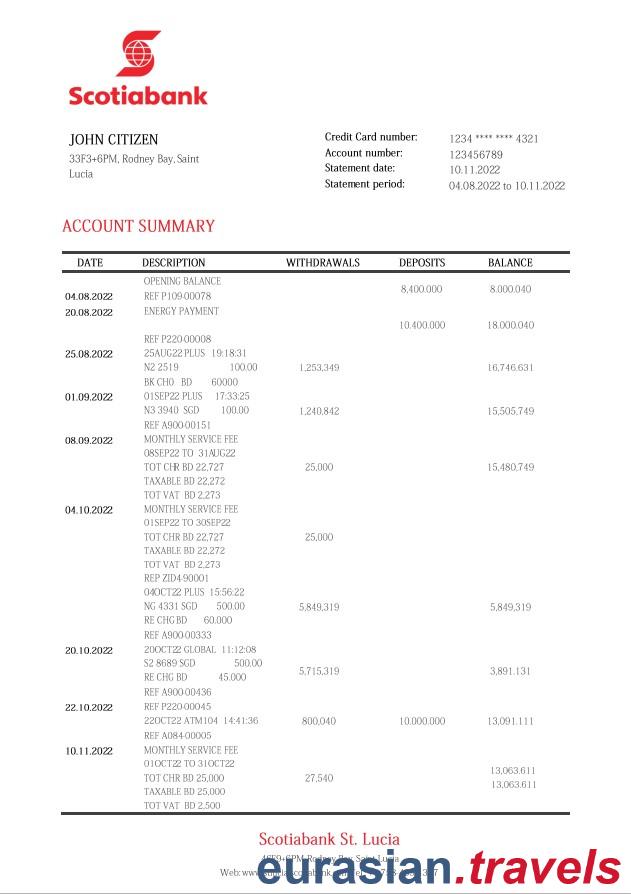 Scotiabank
JOHN CITIZEN
33F3+6PM, Rodney Bay, Saint
Lucia
Credit Card number: 1234 **** **** 4321
Account number: 123456789
Statement date: 10.11.2022
Statement period: 04.08.2022 to 10.11.2022
ACCOUNT SUMMARY
DATE DESCRIPTION WITHDRAWALS DEPOSITS BALANCE
OPENING BALANCE
8,400.000 8.000.040
04.08.2022 REF P109-00078
20.08.2022 ENERGY PAYMENT
10.400.000 18.000.040
REF P220-00008
25.08.2022 25AUG22 PLUS 19:18:31
N2 2519 100.00 1,253,349 16,746.631
BK CHO BD 60000
01.09.2022 01SEP22 PLUS 17:33:25
N3 3940 SGD 100.00 1,240.842 15,505,749
REF A900-00151
08.09.2022 MONTHLY SERVICE FEE
08SEP22 TO 31AUG22
TOT CHR BD 22,727 25,000 15,480,749
TAXABLE BD 22,272
TOT VAT BD 2,273
04.10.2022 MONTHLY SERVICE FEE
01SEP22 TO 30SEP22
TOT CHR BD 22,727 25,000
TAXABLE BD 22,272
TOT VAT BD 2,273
REP ZID4-90001
04OCT22 PLUS 15:56:22
NG 4331 SGD 500.00 5,849,319 5,849,319
RE CHG BD 60.000
REF A900-00333
20.10.2022 20OCT22 GLOBAL 11:12:08
S2 8689 SGD 500.00
5,715,319 3,891.131
RE CHG BD 45.000
REF A900-00436
22.10.2022 REF P220-00045
22OCT22 ATM104 14:41:36 800,040 10.000.000 13,091.111
REF A084-00005
10.11.2022 MONTHLY SERVICE FEE
01OCT22 TO 31OCT22
13,063.611
TOT CHR BD 25,000 27,540
13,063.611
TAXABLE BD 25,000
TOT VAT BD 2,500
Scotiabank St. Lucia
Rodney Bay, Saint
Web:
eurasian.travels